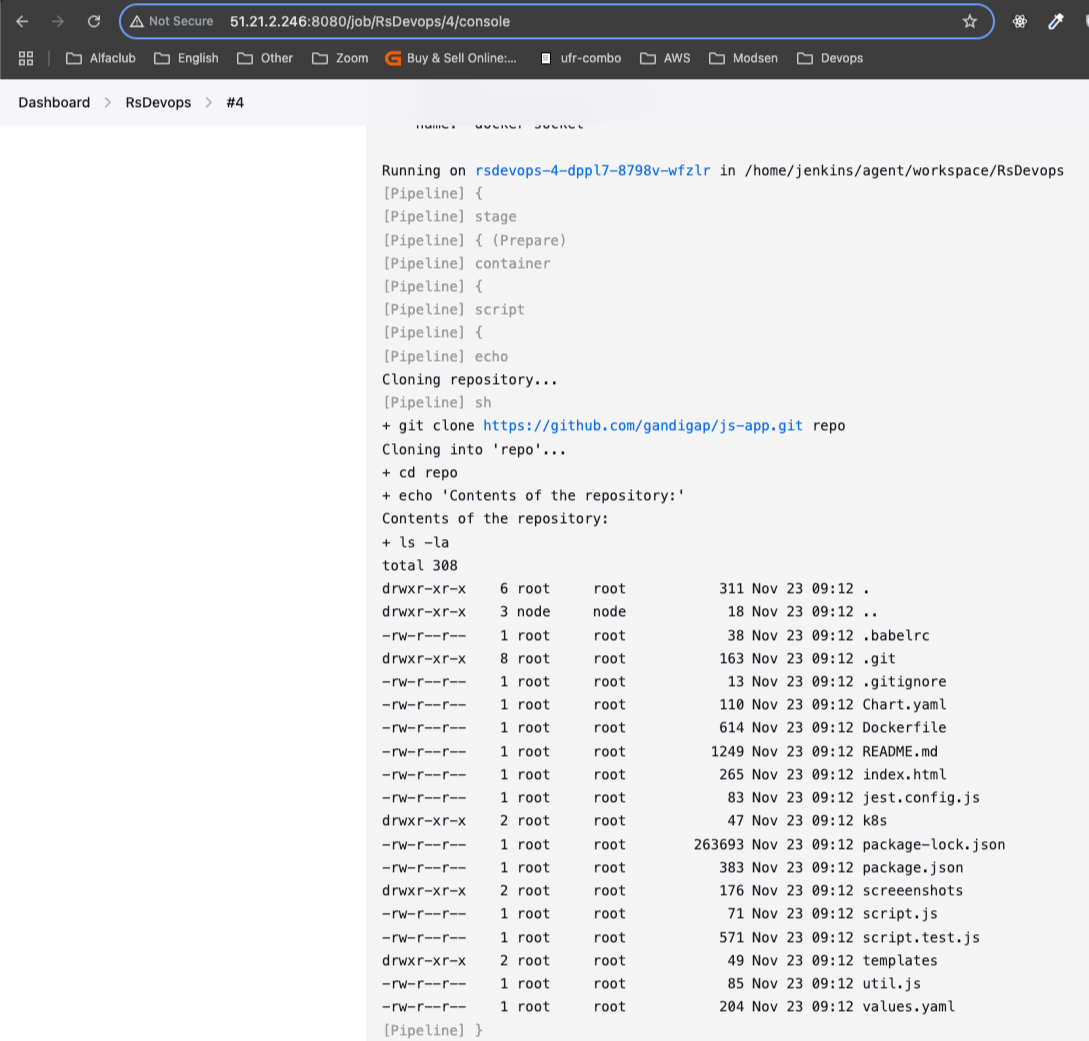 Not Secure 51.21.2.246:8080/job/RsDevops/4/console
Alfaclub English Other Zoom Buy & Sell Online:... ufr-combo AWS Modsen Devops
Dashboard > RsDevops > #4
name: "docker-socket"
Running on rsdevops-4-dppl7-8798v-wfzlr in /home/jenkins/agent/workspace/RsDevops
[Pipeline] {
[Pipeline] stage
[Pipeline] { (Prepare)
[Pipeline] container
[Pipeline] {
[Pipeline] script
[Pipeline] {
[Pipeline] echo
Cloning repository...
[Pipeline] sh
+ git clone https://github.com/gandigap/js-app.git repo
Cloning into 'repo'...
+ cd repo
+ echo 'Contents of the repository:'
Contents of the repository:
+ ls -la
total 308
drwxr-xr-x 6 root root 311 Nov 23 09:12 .
drwxr-xr-x 3 node node 18 Nov 23 09:12 ..
-rw-r--r-- 1 root root 38 Nov 23 09:12 .babelrc
drwxr-xr-x 8 root root 163 Nov 23 09:12 .git
-rw-r--r-- 1 root root 13 Nov 23 09:12 .gitignore
-rw-r--r-- 1 root root 110 Nov 23 09:12 Chart.yaml
-rw-r--r-- 1 root root 614 Nov 23 09:12 Dockerfile
-rw-r--r-- 1 root root 1249 Nov 23 09:12 README.md
-rw-r--r-- 1 root root 265 Nov 23 09:12 index.html
-rw-r--r-- 1 root root 83 Nov 23 09:12 jest.config.js
drwxr-xr-x 2 root root 47 Nov 23 09:12 k8s
-rw-r--r-- 1 root root 263693 Nov 23 09:12 package-lock.json
-rw-r--r-- 1 root root 383 Nov 23 09:12 package.json
drwxr-xr-x 2 root root 176 Nov 23 09:12 screeenshots
-rw-r--r-- 1 root root 71 Nov 23 09:12 script.js
-rw-r--r-- 1 root root 571 Nov 23 09:12 script.test.js
drwxr-xr-x 2 root root 49 Nov 23 09:12 templates
-rw-r--r-- 1 root root 85 Nov 23 09:12 util.js
-rw-r--r-- 1 root root 204 Nov 23 09:12 values.yaml
[Pipeline] }